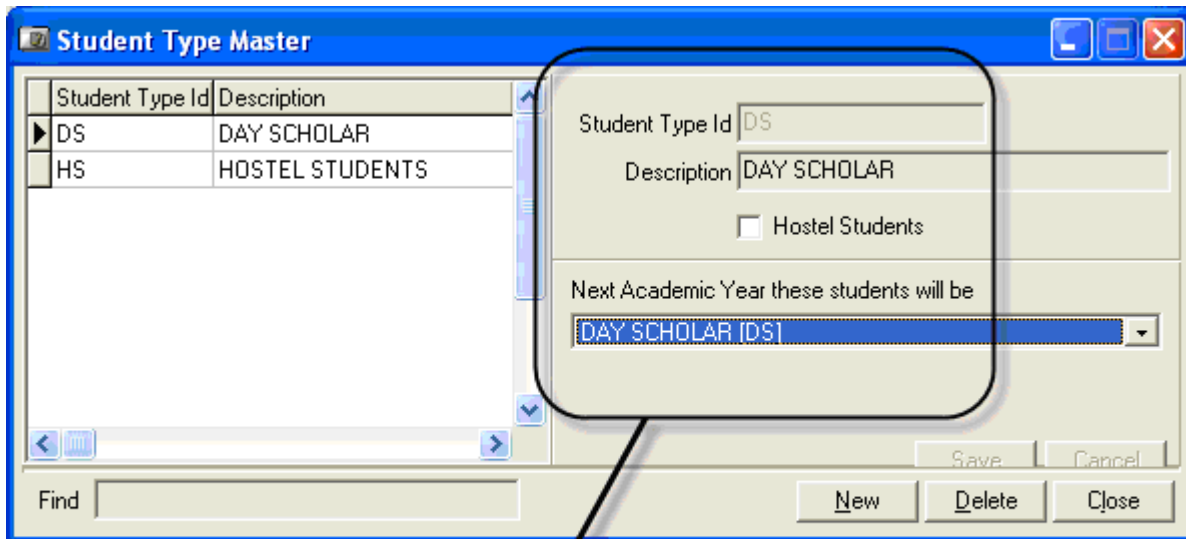 Student Type Master
Student Type Id Description
DS DAY SCHOLAR
HS HOSTEL STUDENTS
Student Type Id DS
Description DAY SCHOLAR
Hostel Students
Next Academic Year these students will be
DAY SCHOLAR [DS]
Save Cancel
Find
New Delete Close